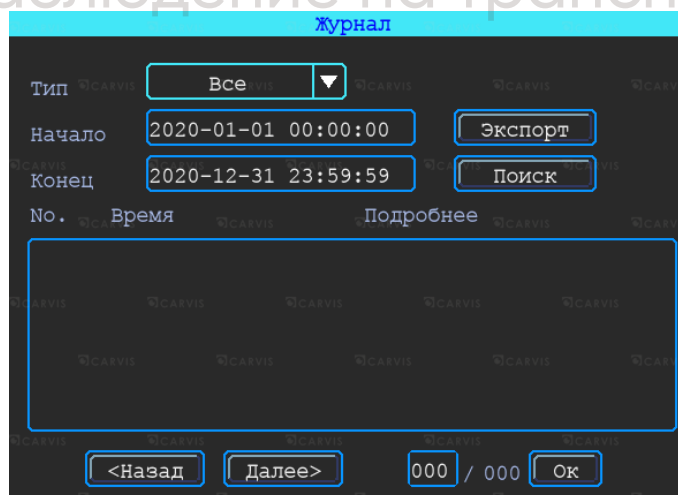 Журнал
Тип Все
Начало 2020-01-01 00:00:00 Экспорт
Конец 2020-12-31 23:59:59 Поиск
No. Время Подробнее
<Назад Далее> 000 / 000 Ок
CARVIS